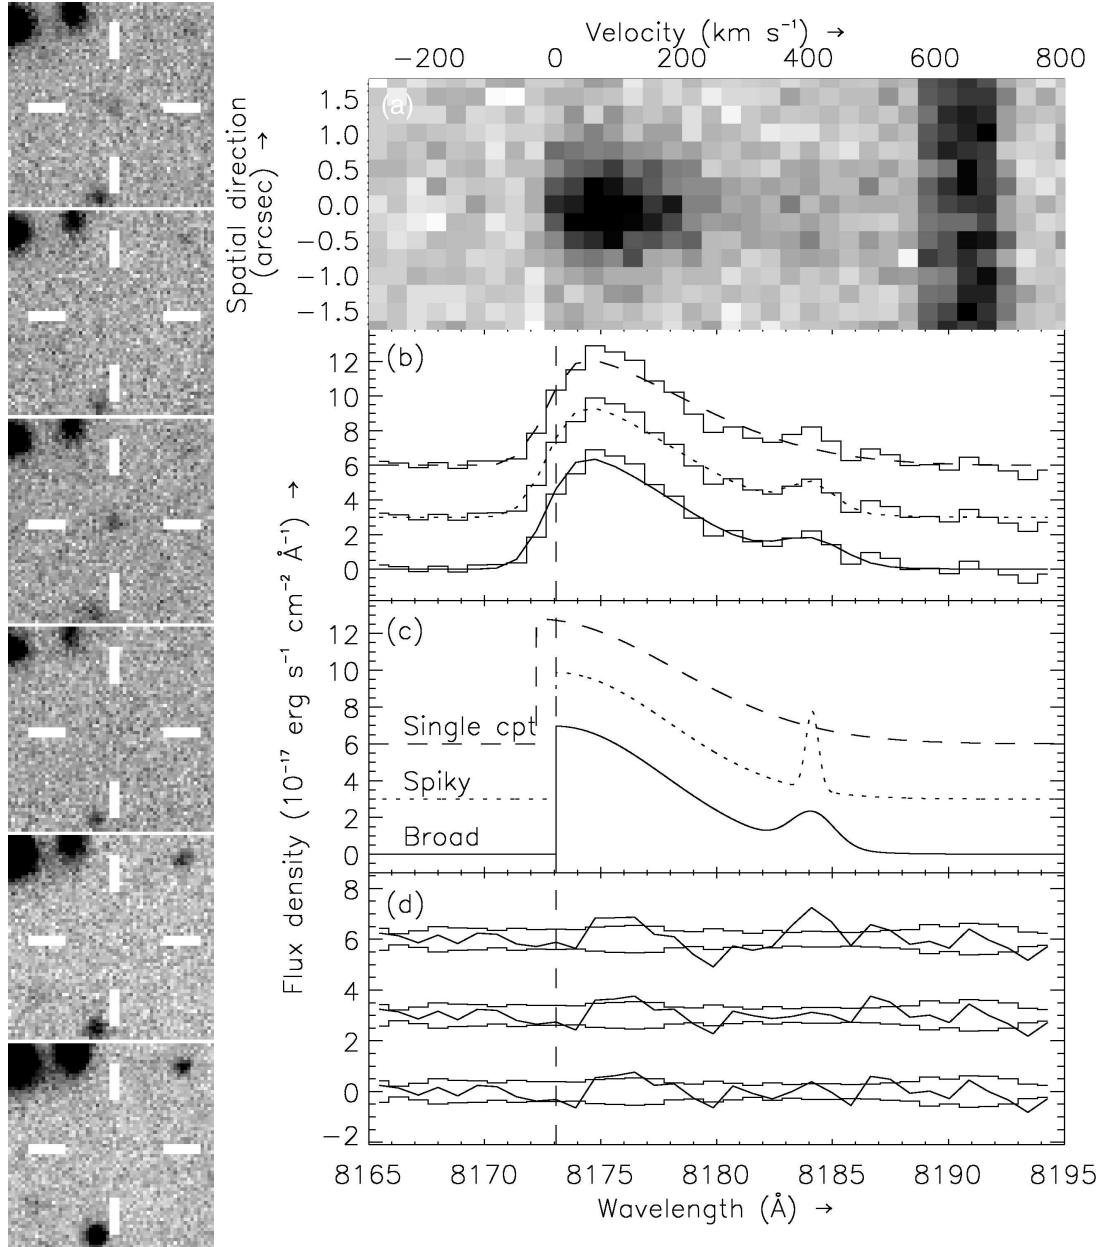 Velocity (km s⁻¹) →
−200 0 200 400 600 800
Spatial direction
(arcsec) →
(a)
1.5
1.0
0.5
0.0
−0.5
−1.0
−1.5
Flux density (10⁻¹⁷ erg s⁻¹ cm⁻² Å⁻¹) →
(b)
12
10
8
6
4
2
0
(c)
12
10
8
6
4
2
0
Single cpt
Spiky
Broad
(d)
8
6
4
2
0
−2
8165 8170 8175 8180 8185 8190 8195
Wavelength (Å) →